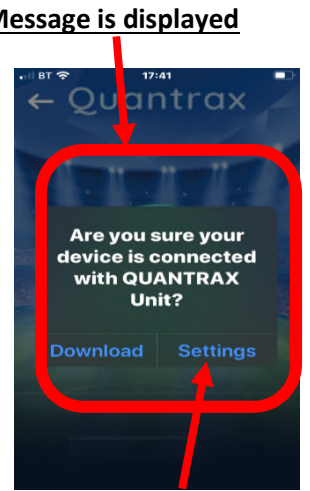 Message is displayed
BT 17:41
← Quantrax
Are you sure your
device is connected
with QUANTRAX
Unit?
Download Settings